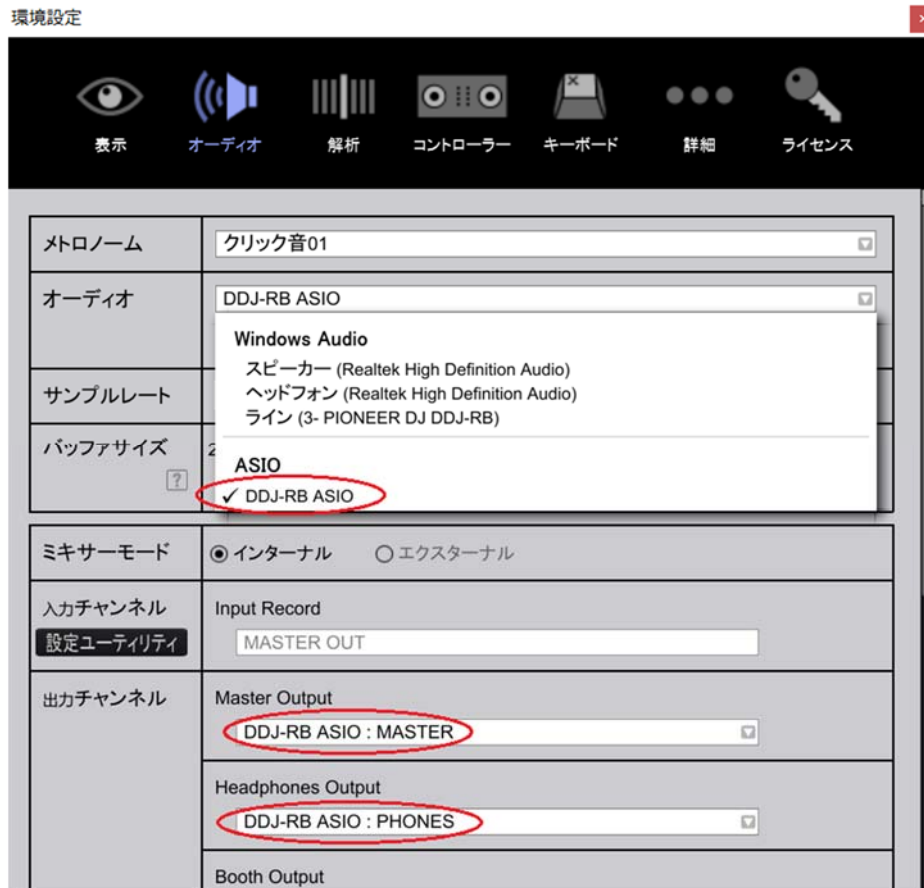 環境設定
表示 オーディオ 解析 コントローラー キーボード 詳細 ライセンス
メトロノーム クリック音01
オーディオ DDJ-RB ASIO
Windows Audio
スピーカー (Realtek High Definition Audio)
ヘッドフォン (Realtek High Definition Audio)
ライン (3- PIONEER DJ DDJ-RB)
サンプルレート
バッファサイズ 2
?
ASIO
✓ DDJ-RB ASIO
ミキサーモード インターナル エクスターナル
入力チャンネル Input Record
設定ユーティリティ MASTER OUT
出力チャンネル Master Output
DDJ-RB ASIO : MASTER
Headphones Output
DDJ-RB ASIO : PHONES
Booth Output